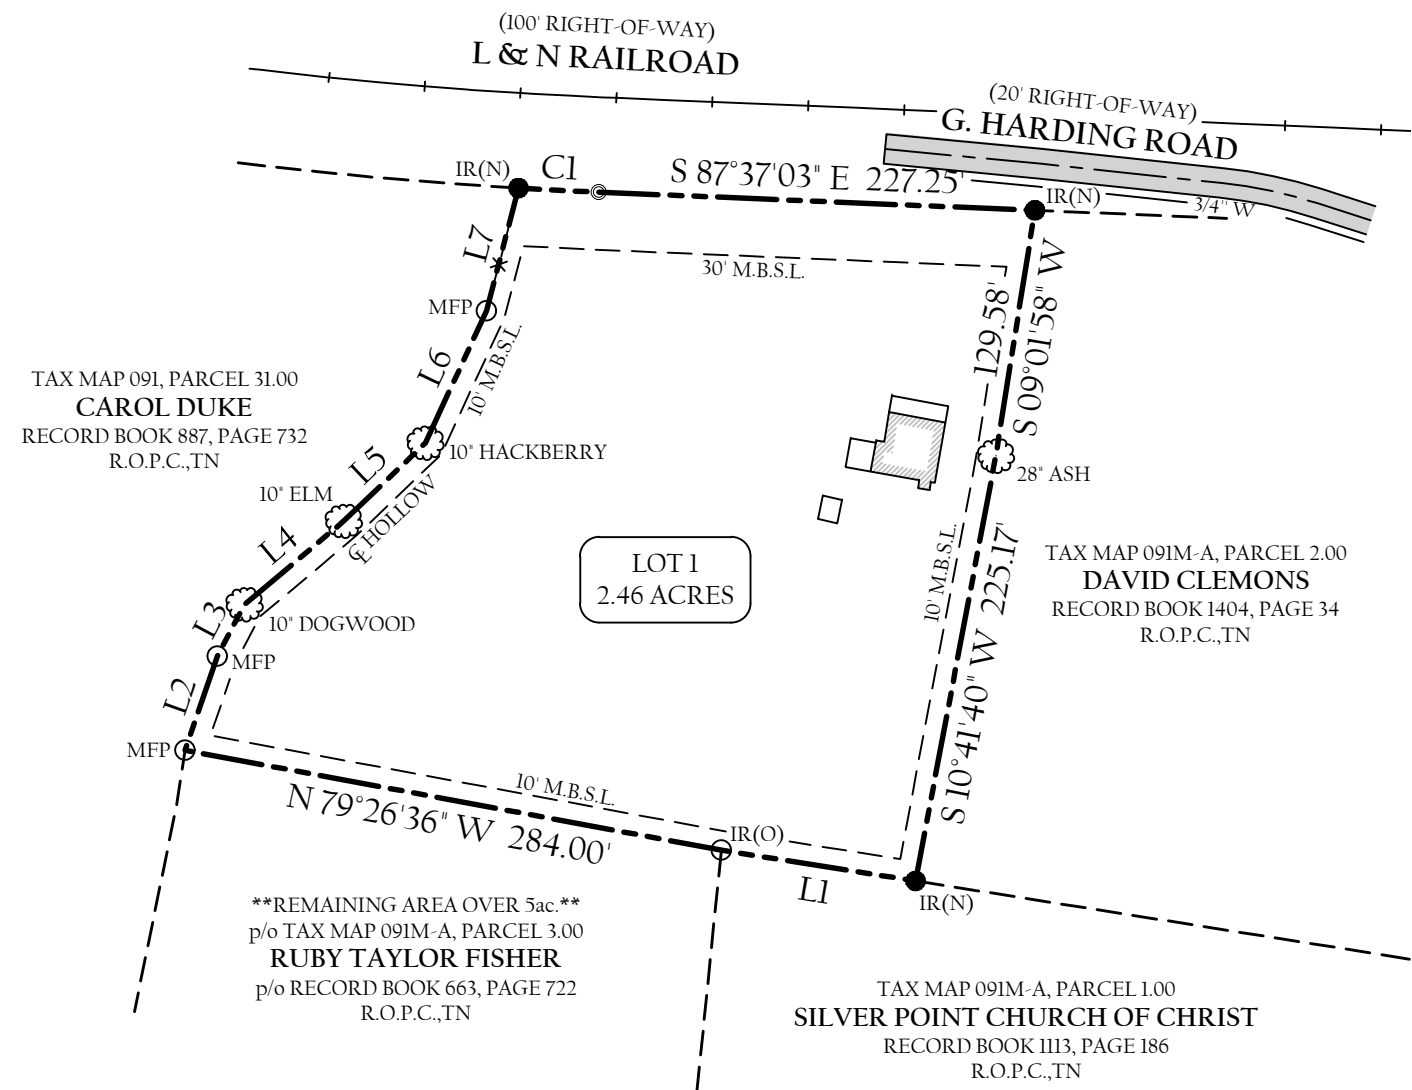 (100' RIGHT-OF-WAY)
L & N RAILROAD
(20' RIGHT-OF-WAY)
G. HARDING ROAD
IR(N)
C1
S 87°37'03" E 227.25'
IR(N)
3/4" W
L7
30' M.B.S.L.
MFP
10' M.B.S.L.
L6
129.58'
S 09°01'58" W
TAX MAP 091, PARCEL 31.00
CAROL DUKE
RECORD BOOK 887, PAGE 732
R.O.P.C.,TN
10" HACKBERRY
L5
10" ELM
℄ HOLLOW
28" ASH
L4
LOT 1
2.46 ACRES
10' M.B.S.L.
S 10°41'40" W 225.17'
TAX MAP 091M-A, PARCEL 2.00
DAVID CLEMONS
RECORD BOOK 1404, PAGE 34
R.O.P.C.,TN
L3
10" DOGWOOD
MFP
L2
MFP
10' M.B.S.L.
N 79°26'36" W 284.00'
IR(O)
L1
IR(N)
**REMAINING AREA OVER 5ac.**
p/o TAX MAP 091M-A, PARCEL 3.00
RUBY TAYLOR FISHER
p/o RECORD BOOK 663, PAGE 722
R.O.P.C.,TN
TAX MAP 091M-A, PARCEL 1.00
SILVER POINT CHURCH OF CHRIST
RECORD BOOK 1113, PAGE 186
R.O.P.C.,TN